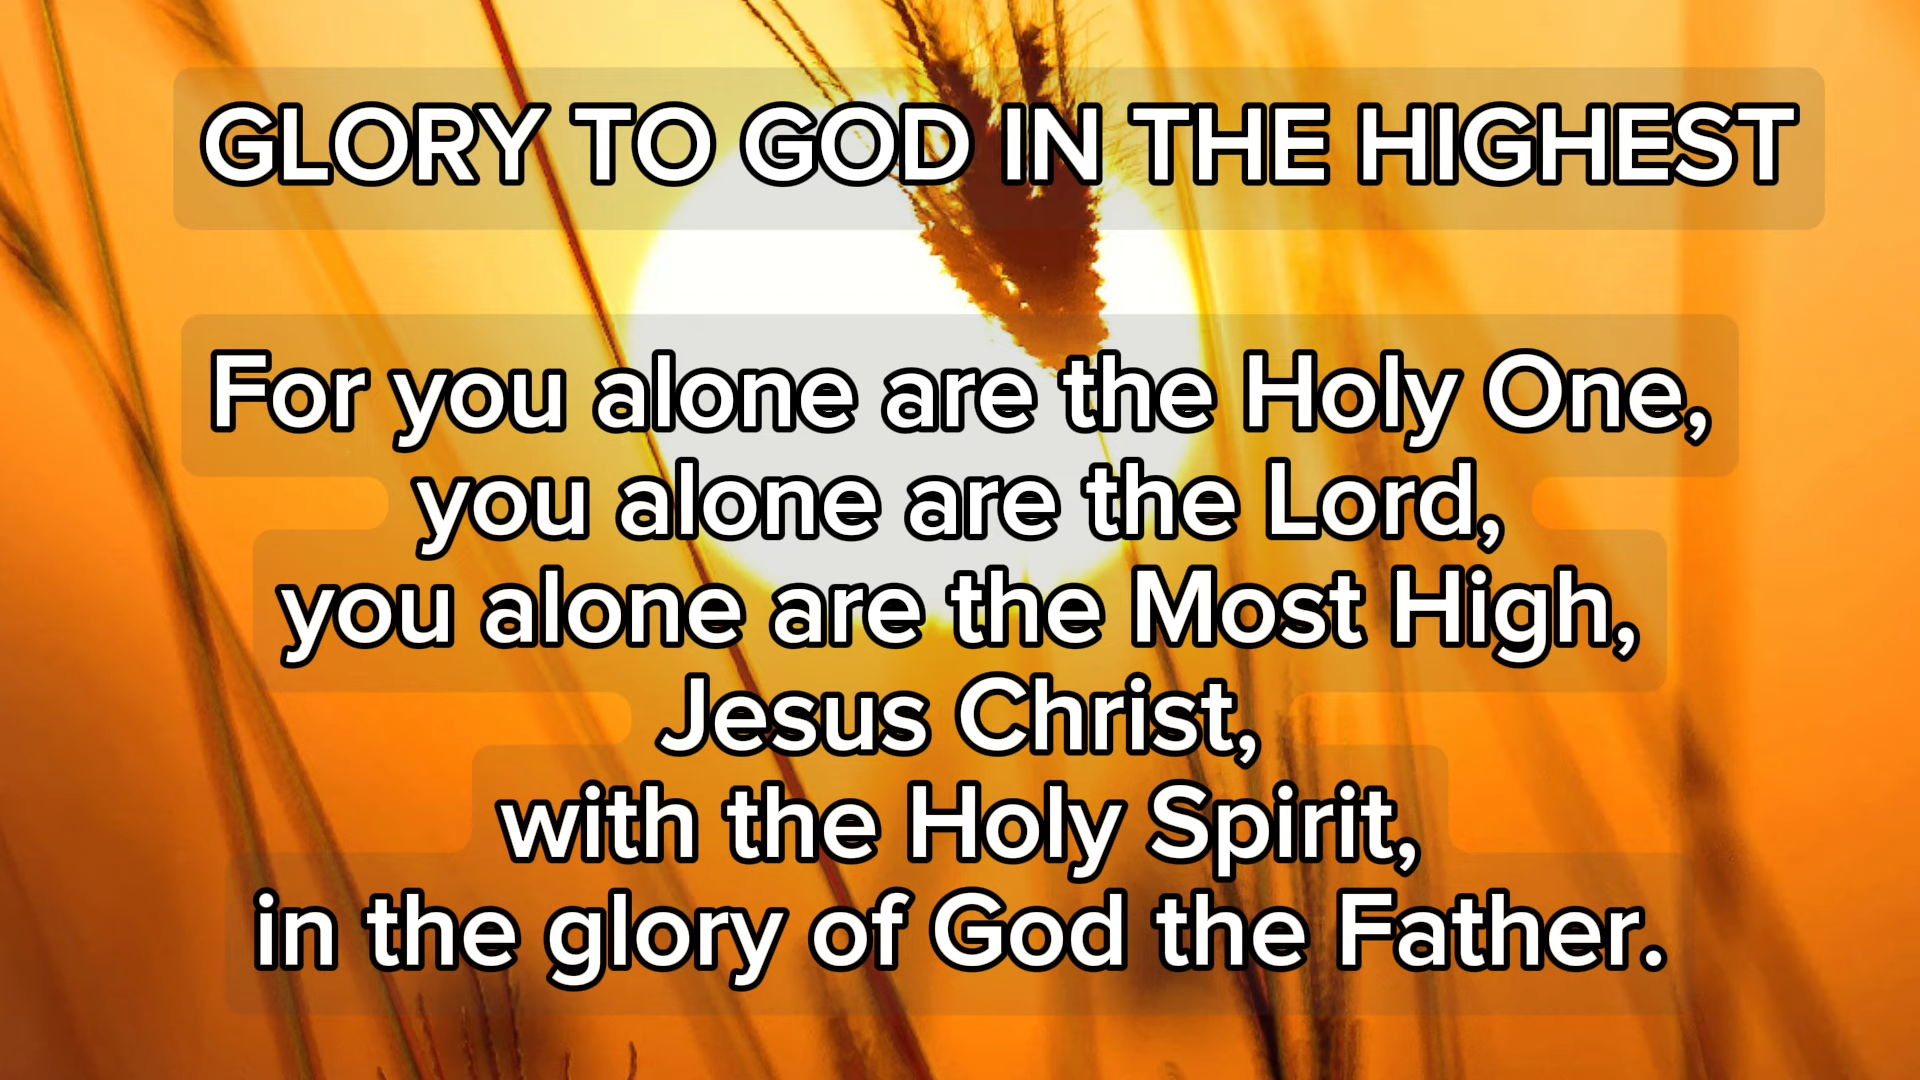 GLORY TO GOD IN THE HIGHEST
For you alone are the Holy One,
you alone are the Lord,
you alone are the Most High,
Jesus Christ,
with the Holy Spirit,
in the glory of God the Father.